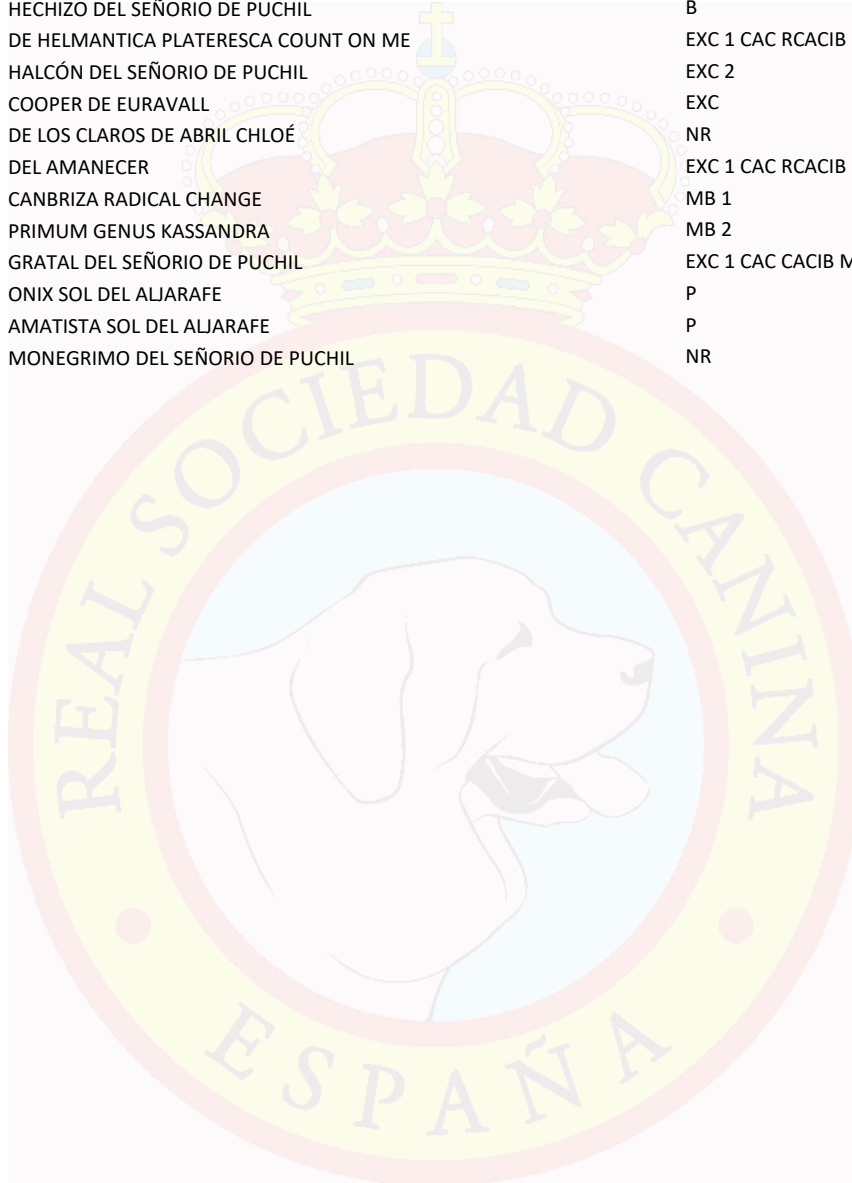 HECHIZO DEL SEÑORIO DE PUCHIL B
DE HELMANTICA PLATERESCA COUNT ON ME EXC 1 CAC RCACIB
HALCÓN DEL SEÑORIO DE PUCHIL EXC 2
COOPER DE EURAVALL EXC
DE LOS CLAROS DE ABRIL CHLOÉ NR
DEL AMANECER EXC 1 CAC RCACIB
CANBRIZA RADICAL CHANGE MB 1
PRIMUM GENUS KASSANDRA MB 2
GRATAL DEL SEÑORIO DE PUCHIL EXC 1 CAC CACIB M
ONIX SOL DEL ALJARAFE P
AMATISTA SOL DEL ALJARAFE P
MONEGRIMO DEL SEÑORIO DE PUCHIL NR
REAL SOCIEDAD CANINA
ESPAÑA